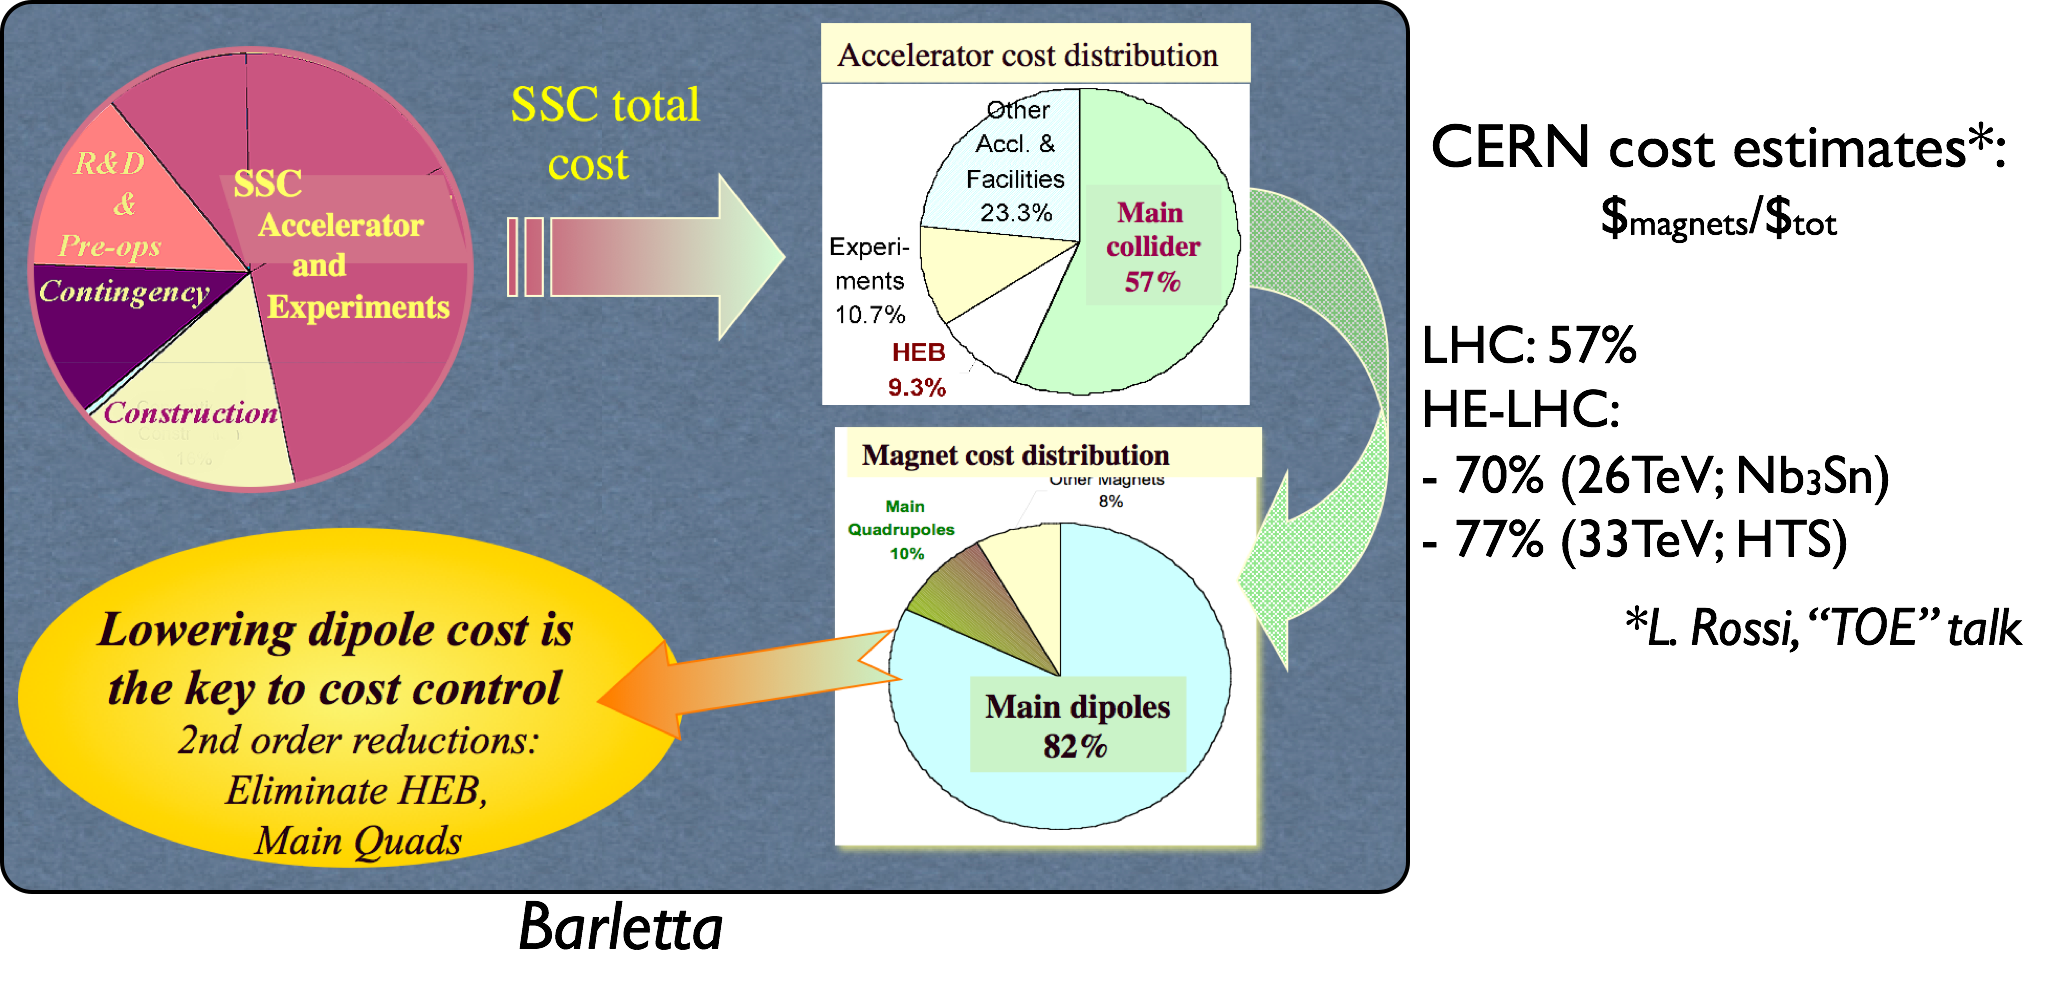 SSC total
cost
R&D
&
Pre-ops
SSC
Accelerator
and
Experiments
Contingency
Construction
Accelerator cost distribution
Other
Accl. &
Facilities
23.3%
Main
collider
57%
Experi-
ments
10.7%
HEB
9.3%
Magnet cost distribution
Other Magnets
8%
Main
Quadrupoles
10%
Main dipoles
82%
Lowering dipole cost is
the key to cost control
2nd order reductions:
Eliminate HEB,
Main Quads
Barletta
CERN cost estimates*:
$magnets/$tot
LHC: 57%
HE-LHC:
- 70% (26TeV; Nb₃Sn)
- 77% (33TeV; HTS)
*L. Rossi, “TOE” talk